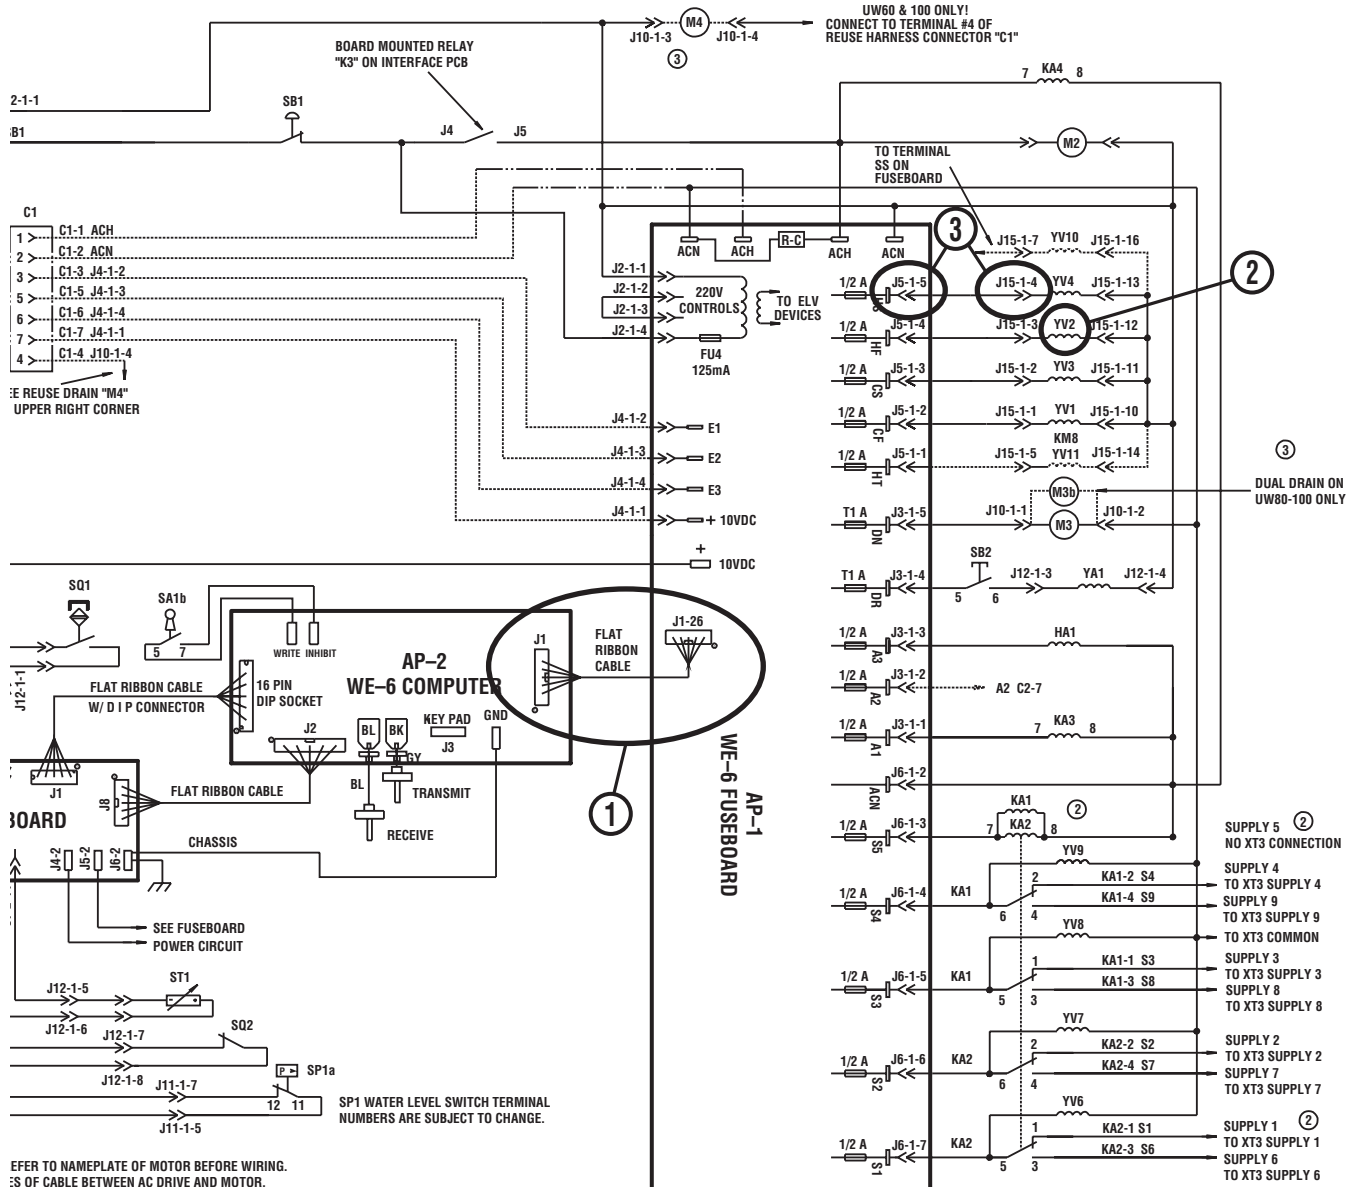 UW60 & 100 ONLY!
CONNECT TO TERMINAL #4 OF
REUSE HARNESS CONNECTOR "C1"
M4
J10-1-3
J10-1-4
3
BOARD MOUNTED RELAY
"K3" ON INTERFACE PCB
7 KA4 8
2-1-1
SB1
B1
J4
J5
M2
TO TERMINAL
SS ON
FUSEBOARD
C1
1
C1-1 ACH
2
C1-2 ACN
3
C1-3 J4-1-2
5
C1-5 J4-1-3
6
C1-6 J4-1-4
7
C1-7 J4-1-1
4
C1-4 J10-1-4
EE REUSE DRAIN "M4"
UPPER RIGHT CORNER
ACN
ACH
R-C
ACH
ACN
3
J15-1-7 YV10 J15-1-16
2
J2-1-1
J2-1-2
J2-1-3
J2-1-4
220V
CONTROLS
TO ELV
DEVICES
FU4
125mA
1/2 A J5-1-5 J15-1-4 YV4 J15-1-13
1/2 A HF J5-1-4 J15-1-3 YV2 J15-1-12
1/2 A CS J5-1-3 J15-1-2 YV3 J15-1-11
1/2 A CF J5-1-2 J15-1-1 YV1 J15-1-10
KM8
1/2 A HT J5-1-1 J15-1-5 YV11 J15-1-14
3
DUAL DRAIN ON
UW80-100 ONLY
M3b
T1 A DN J3-1-5 J10-1-1 M3 J10-1-2
J4-1-2 E1
J4-1-3 E2
J4-1-4 E3
J4-1-1 + 10VDC
+
10VDC
SB2
T1 A DR J3-1-4 5 6 J12-1-3 YA1 J12-1-4
1/2 A A3 J3-1-3 HA1
1/2 A A2 J3-1-2 A2 C2-7
1/2 A A1 J3-1-1 7 KA3 8
ACN J6-1-2
SQ1
SA1b
5 7
J12-1-1
WRITE INHIBIT
AP–2
WE–6 COMPUTER
16 PIN
DIP SOCKET
FLAT RIBBON CABLE
W/ D I P CONNECTOR
J1
FLAT
RIBBON
CABLE
J1-26
J2
BL
BK
KEY PAD
J3
GND
GY
BL
TRANSMIT
RECEIVE
1
AP–1
WE–6 FUSEBOARD
J1
J8
FLAT RIBBON CABLE
BOARD
J4-2
J5-2
J6-2
CHASSIS
SEE FUSEBOARD
POWER CIRCUIT
KA1
2
1/2 A S5 J6-1-3 7 KA2 8
SUPPLY 5 2
NO XT3 CONNECTION
YV9
1/2 A S4 J6-1-4 KA1 6 2 4
KA1-2 S4
KA1-4 S9
SUPPLY 4
TO XT3 SUPPLY 4
SUPPLY 9
TO XT3 SUPPLY 9
YV8
TO XT3 COMMON
1/2 A S3 J6-1-5 KA1 5 1 3
KA1-1 S3
KA1-3 S8
SUPPLY 3
TO XT3 SUPPLY 3
SUPPLY 8
TO XT3 SUPPLY 8
YV7
1/2 A S2 J6-1-6 KA2 6 2 4
KA2-2 S2
KA2-4 S7
SUPPLY 2
TO XT3 SUPPLY 2
SUPPLY 7
TO XT3 SUPPLY 7
YV6
1/2 A S1 J6-1-7 KA2 5 1 3
KA2-1 S1
KA2-3 S6
SUPPLY 1 2
TO XT3 SUPPLY 1
SUPPLY 6
TO XT3 SUPPLY 6
J12-1-5
ST1
J12-1-6
J12-1-7
SQ2
J12-1-8
P
SP1a
J11-1-7
12 11
J11-1-5
SP1 WATER LEVEL SWITCH TERMINAL
NUMBERS ARE SUBJECT TO CHANGE.
EFER TO NAMEPLATE OF MOTOR BEFORE WIRING.
ES OF CABLE BETWEEN AC DRIVE AND MOTOR.